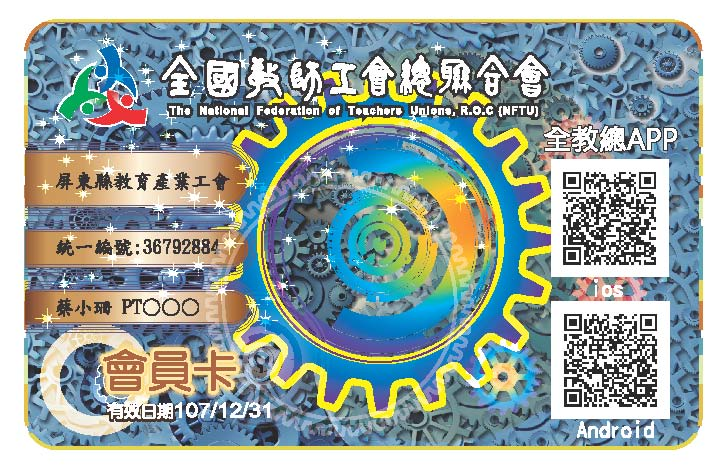 全國教師工會總聯合會
The National Federation of Teachers Unions, R.O.C (NFTU)
全教總APP
屏東縣教育產業工會
統一編號:36792884
ios
蔡小珊 PT○○○
會員卡
有效日期107/12/31
Android